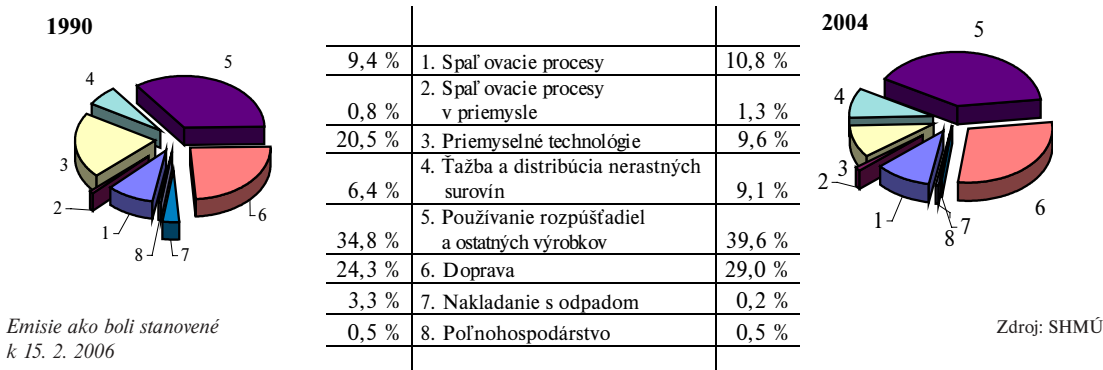 1990
5
4
3
2
1
8
7
6
9,4 % 1. Spaľovacie procesy 10,8 %
2. Spaľovacie procesy
0,8 % v priemysle 1,3 %
20,5 % 3. Priemyselné technológie 9,6 %
4. Ťažba a distribúcia nerastných
6,4 % surovín 9,1 %
5. Používanie rozpúšťadiel
34,8 % a ostatných výrobkov 39,6 %
24,3 % 6. Doprava 29,0 %
3,3 % 7. Nakladanie s odpadom 0,2 %
0,5 % 8. Poľnohospodárstvo 0,5 %
2004
5
4
3
2
1
8
7
6
Emisie ako boli stanovené
k 15. 2. 2006
Zdroj: SHMÚ